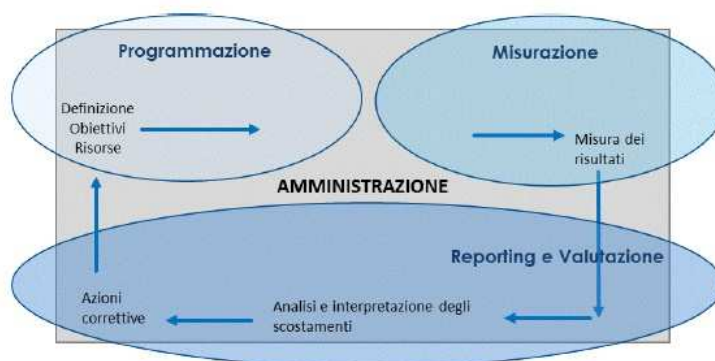 Programmazione
Misurazione
Definizione
Obiettivi
Risorse
Misura dei
risultati
AMMINISTRAZIONE
Reporting e Valutazione
Azioni
correttive
Analisi e interpretazione degli
scostamenti